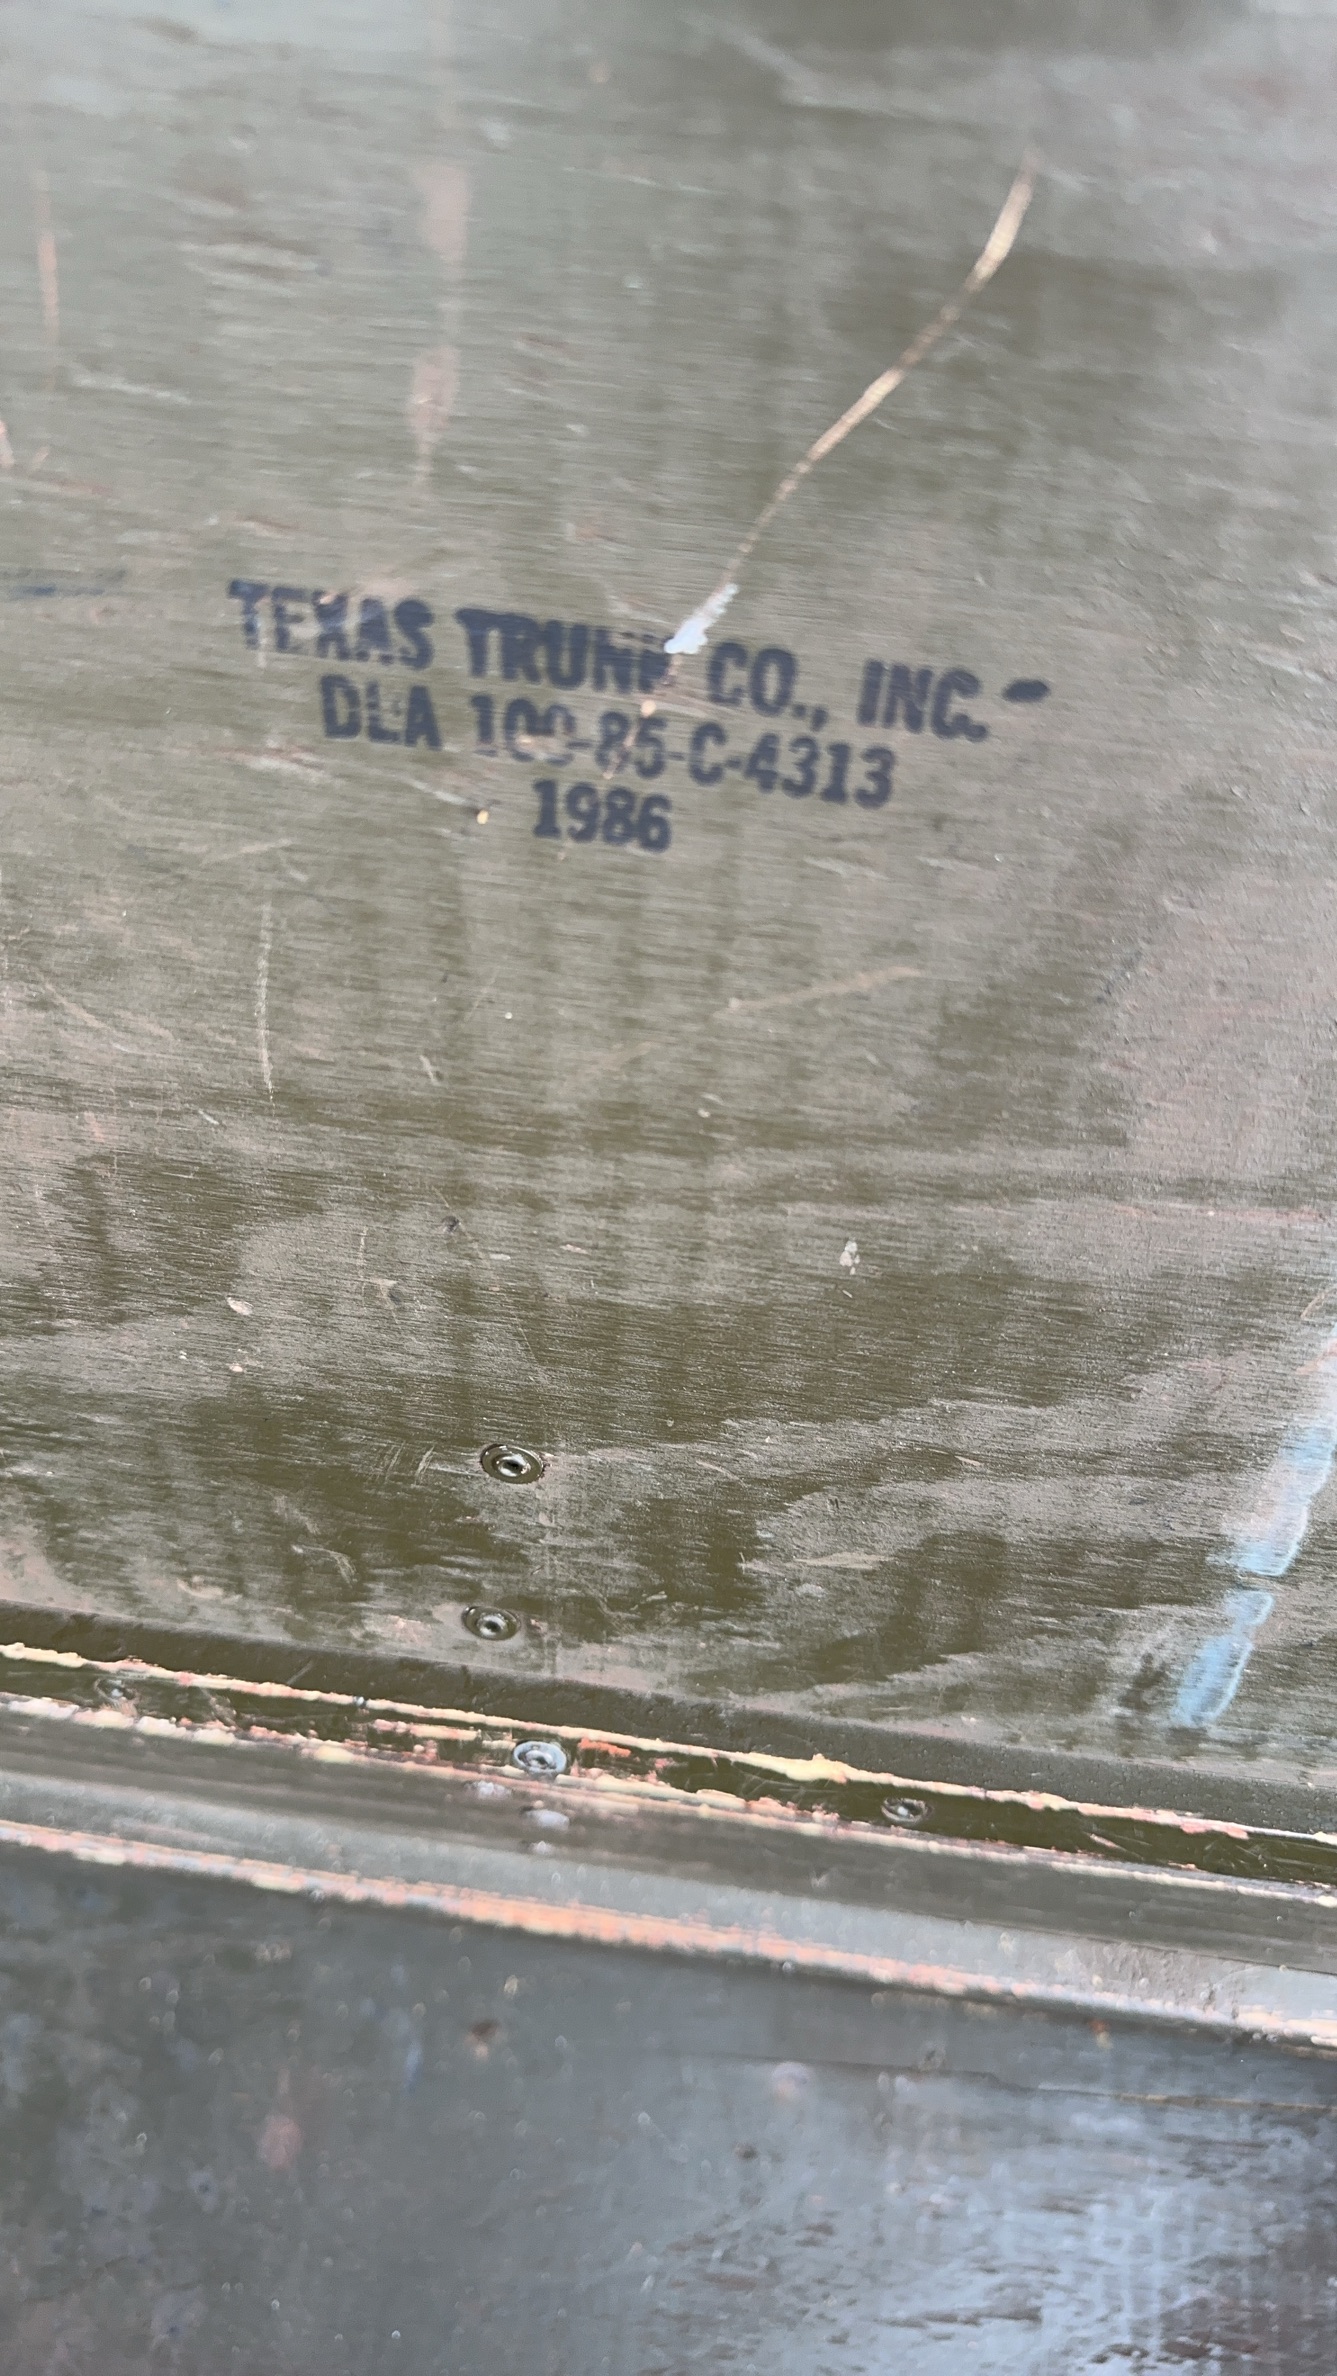 TEXAS TRUNK CO., INC.
DLA 100-85-C-4313
1986